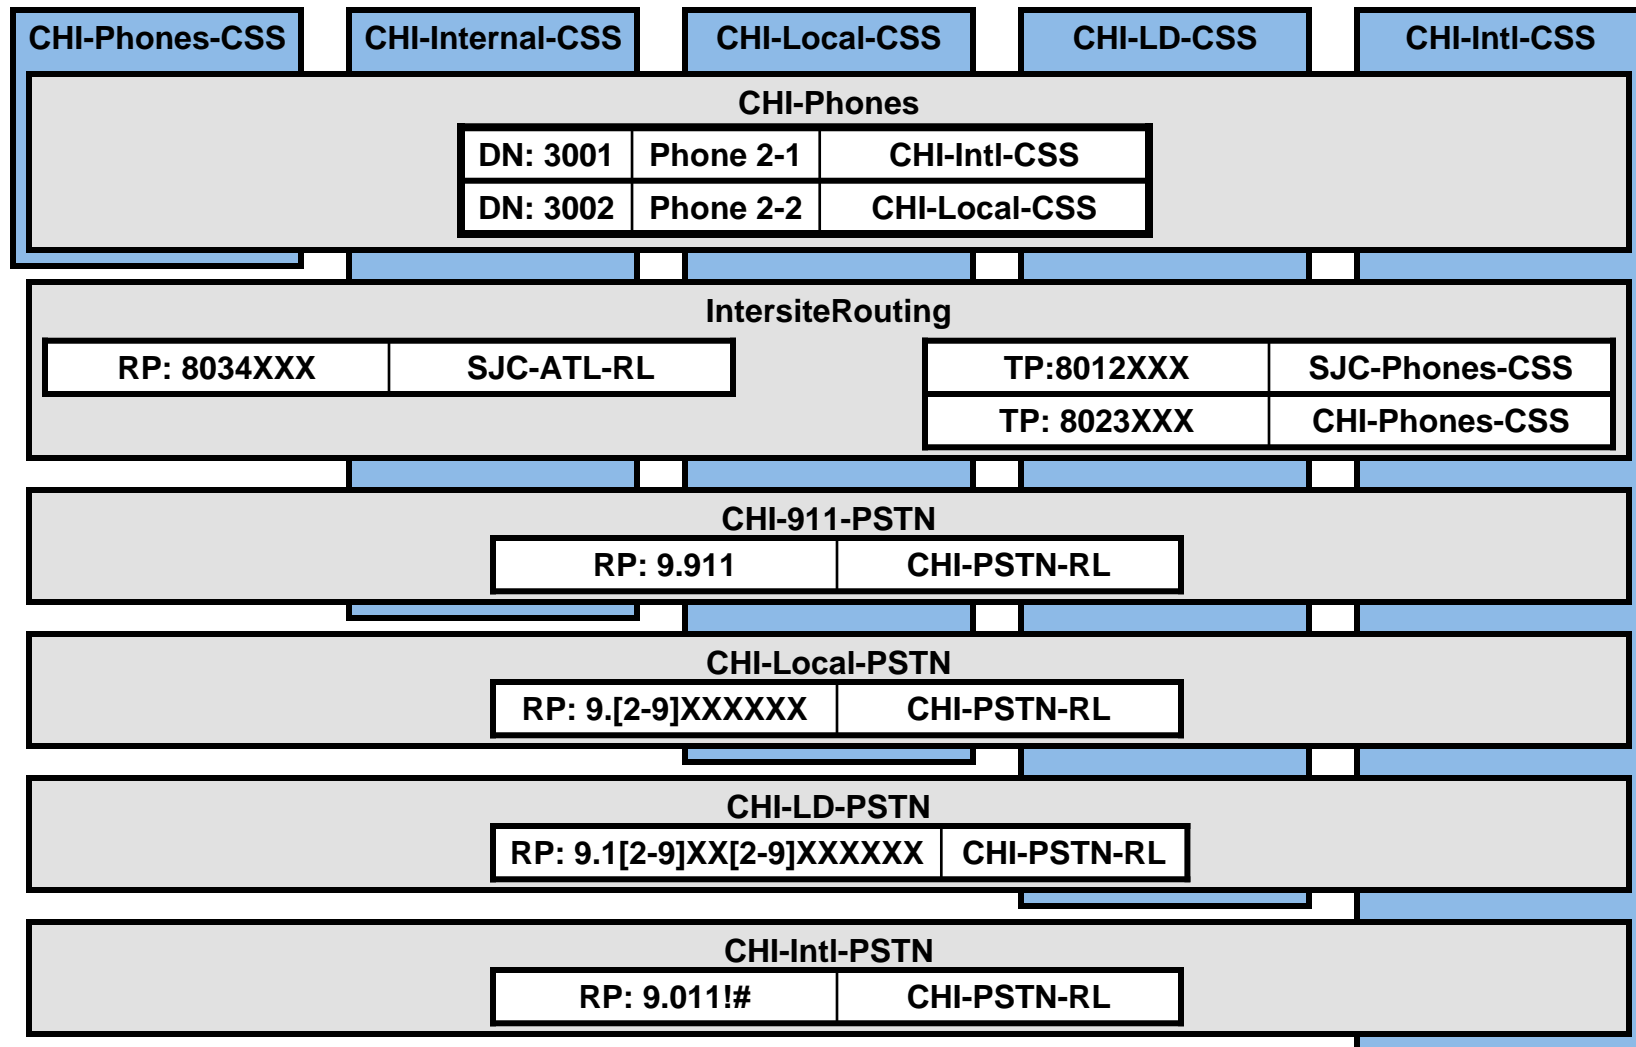 CHI-Phones-CSS CHI-Internal-CSS CHI-Local-CSS CHI-LD-CSS CHI-Intl-CSS
CHI-Phones
DN: 3001 Phone 2-1 CHI-Intl-CSS
DN: 3002 Phone 2-2 CHI-Local-CSS
IntersiteRouting
RP: 8034XXX SJC-ATL-RL TP:8012XXX SJC-Phones-CSS
TP: 8023XXX CHI-Phones-CSS
CHI-911-PSTN
RP: 9.911 CHI-PSTN-RL
CHI-Local-PSTN
RP: 9.[2-9]XXXXXX CHI-PSTN-RL
CHI-LD-PSTN
RP: 9.1[2-9]XX[2-9]XXXXXX CHI-PSTN-RL
CHI-Intl-PSTN
RP: 9.011!# CHI-PSTN-RL